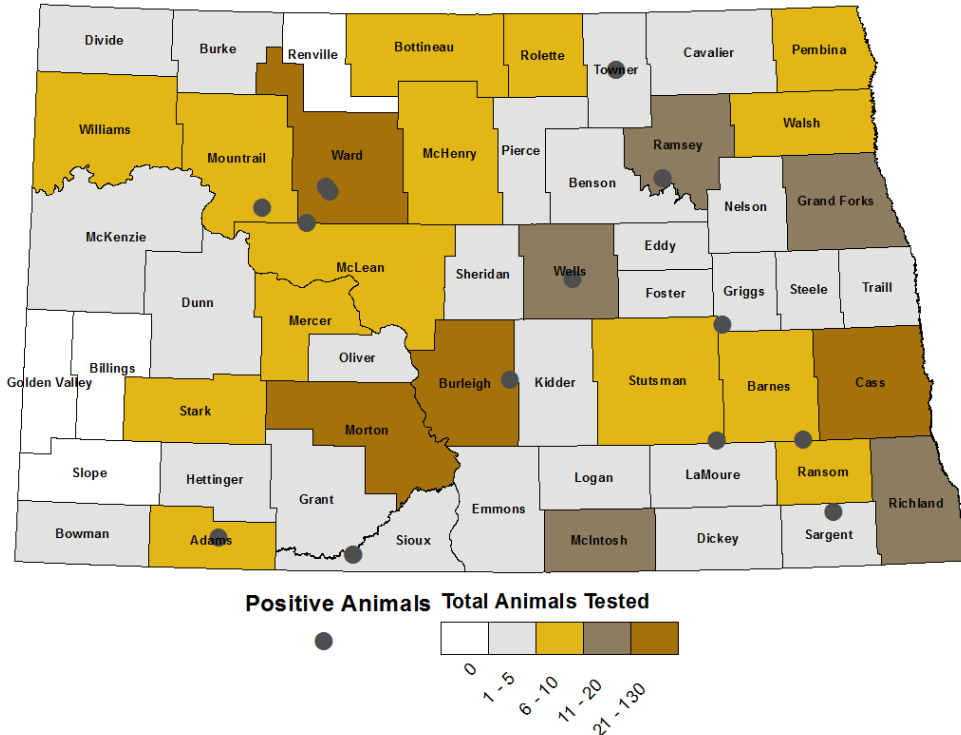 Divide
Burke
Renville
Bottineau
Rolette
Towner
Cavalier
Pembina
Williams
Mountrail
Ward
McHenry
Pierce
Benson
Ramsey
Walsh
Nelson
Grand Forks
McKenzie
Dunn
McLean
Sheridan
Wells
Eddy
Foster
Griggs
Steele
Traill
Mercer
Oliver
Golden Valley
Billings
Stark
Morton
Burleigh
Kidder
Stutsman
Barnes
Cass
Slope
Hettinger
Grant
Emmons
Logan
LaMoure
Ransom
Richland
Bowman
Adams
Sioux
McIntosh
Dickey
Sargent
Positive Animals
Total Animals Tested
0
1 - 5
6 - 10
11 - 20
21 - 130